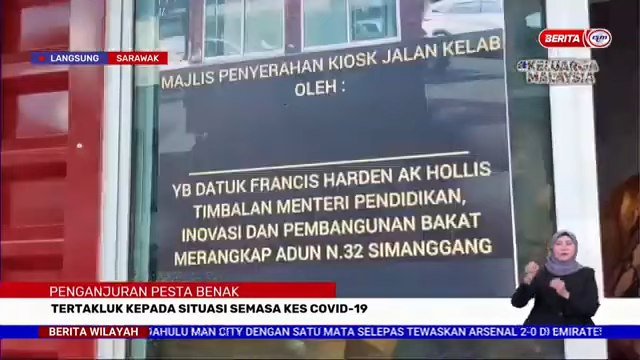 LANGSUNG SARAWAK
BERITA rtm
#KELUARGA
MALAYSIA
MAJLIS PENYERAHAN KIOSK JALAN KELAB
OLEH :
YB DATUK FRANCIS HARDEN AK HOLLIS
TIMBALAN MENTERI PENDIDIKAN,
INOVASI DAN PEMBANGUNAN BAKAT
MERANGKAP ADUN N.32 SIMANGGANG
PENGANJURAN PESTA BENAK
TERTAKLUK KEPADA SITUASI SEMASA KES COVID-19
BERITA WILAYAH AHULU MAN CITY DENGAN SATU MATA SELEPAS TEWASKAN ARSENAL 2-0 DI EMIRATES